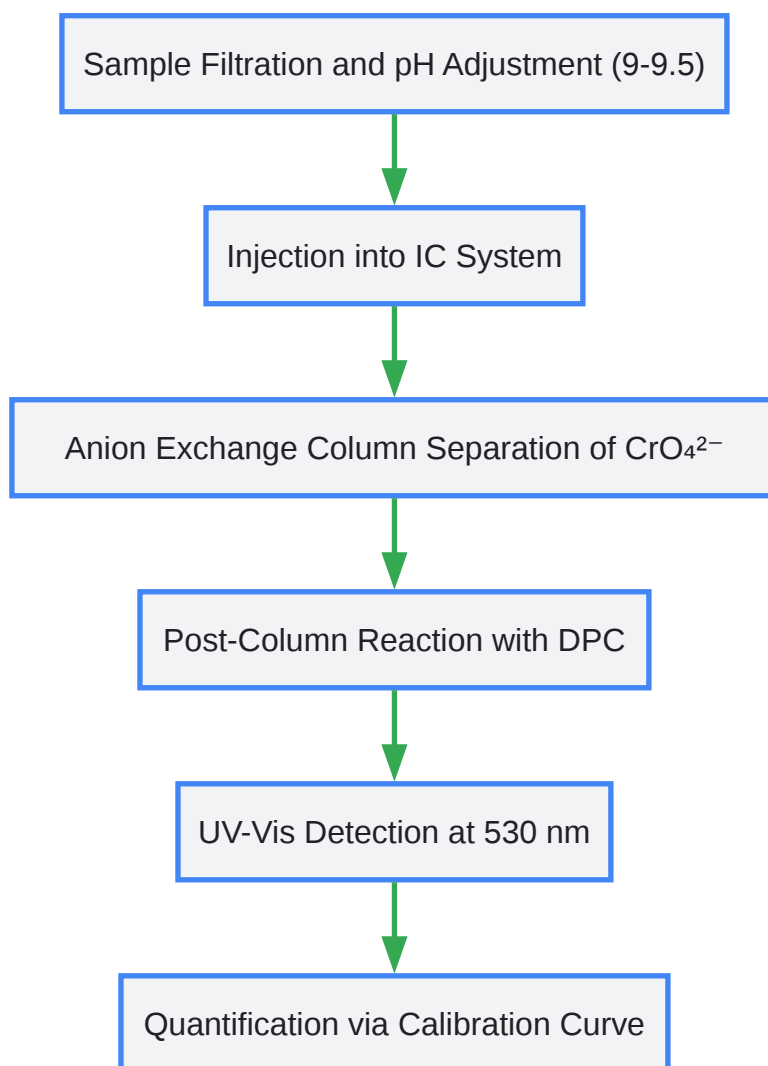 Sample Filtration and pH Adjustment (9-9.5)
Injection into IC System
Anion Exchange Column Separation of CrO₄²⁻
Post-Column Reaction with DPC
UV-Vis Detection at 530 nm
Quantification via Calibration Curve